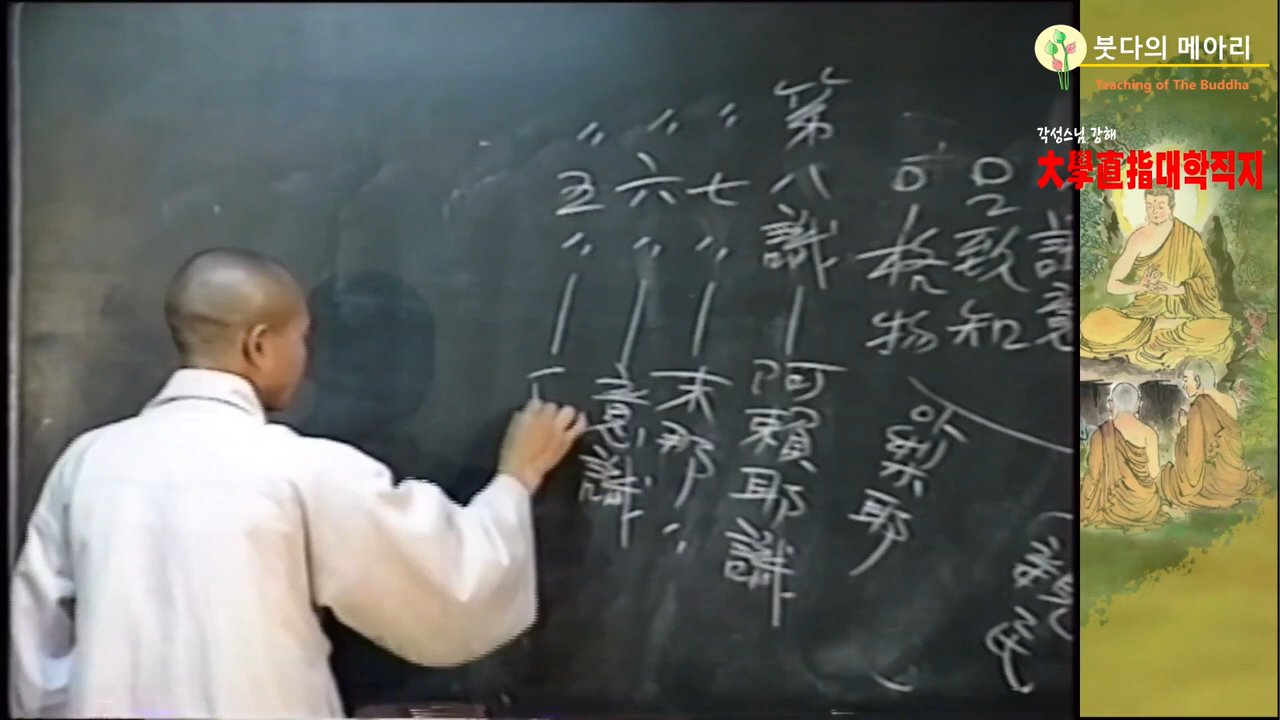 붓다의 메아리
Teaching of The Buddha
각성스님 강해
大學直指대학직지
誠意
致知
格物
梨耶
第八識 阿賴耶識
〃七〃 末那〃
〃六〃 意識
〃五〃